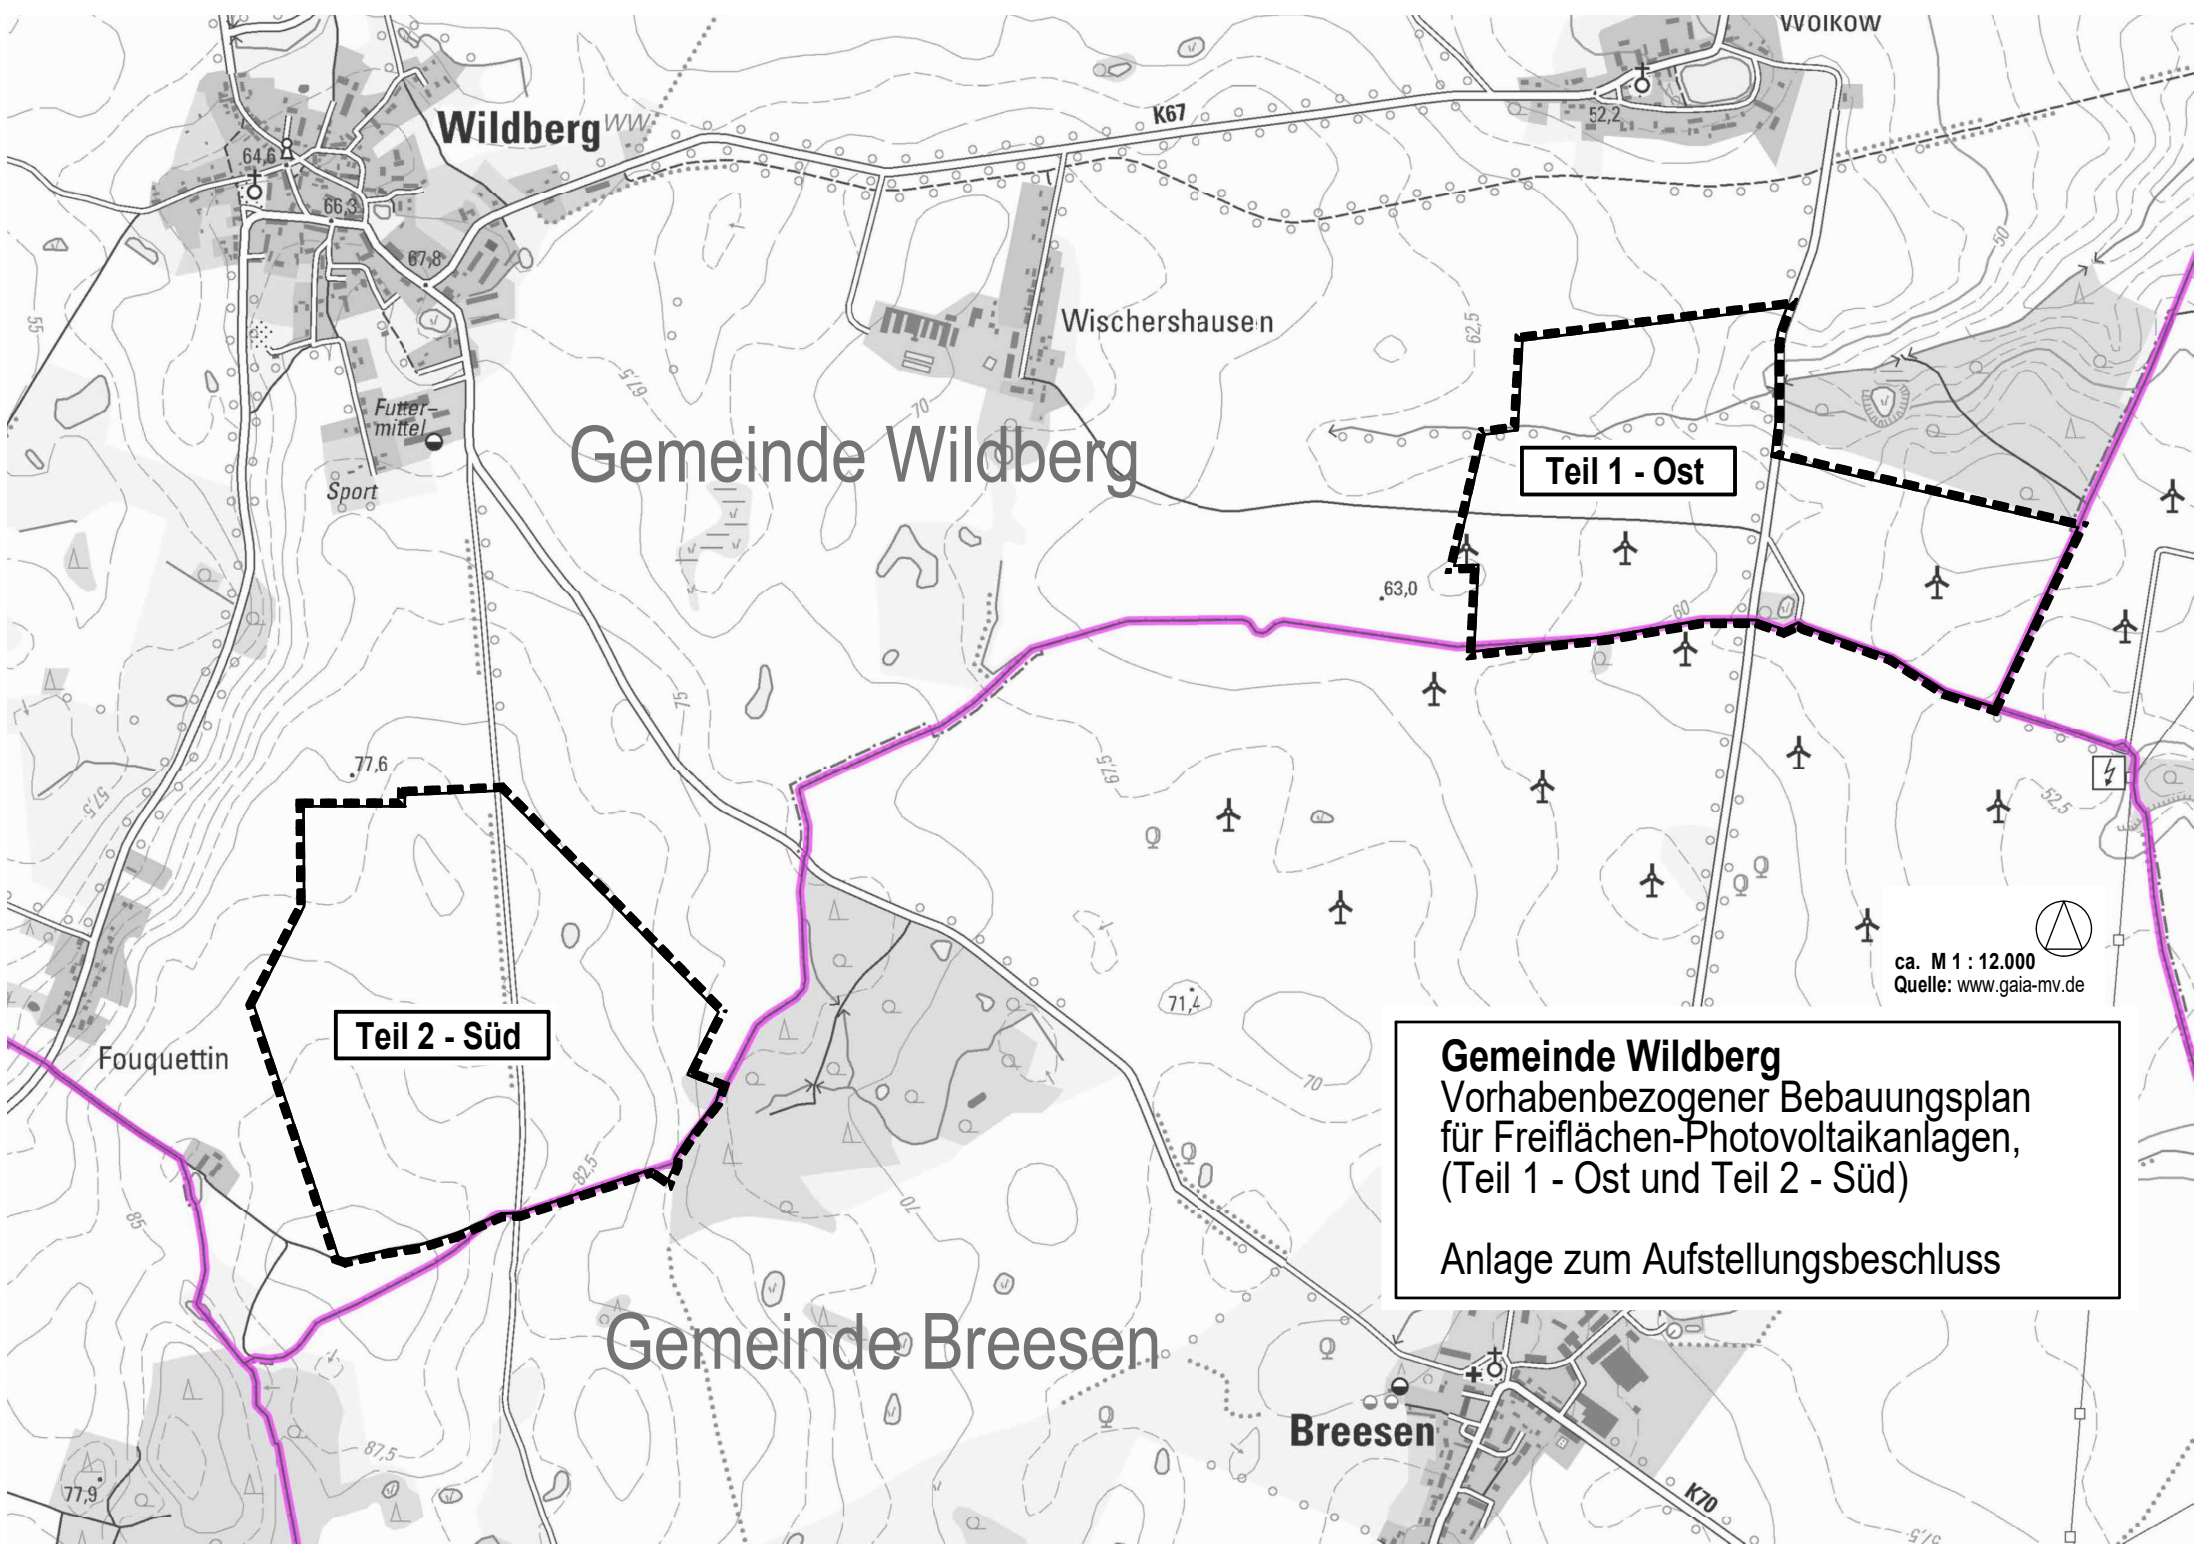 Wolkow
Wildberg
WW
K67
52,2
64,6
66,3
67,8
50
55
Wischershausen
62,5
67,5
70
Futter-
mittel
Gemeinde Wildberg
Teil 1 - Ost
Sport
63,0
60
75
77,6
67,5
57,5
52,5
ca. M 1 : 12.000
Quelle: www.gaia-mv.de
71,4
Teil 2 - Süd
Fouquettin
70
Gemeinde Wildberg
Vorhabenbezogener Bebauungsplan
für Freiflächen-Photovoltaikanlagen,
(Teil 1 - Ost und Teil 2 - Süd)
Anlage zum Aufstellungsbeschluss
82,5
85
70
Gemeinde Breesen
Breesen
87,5
77,9
K70
57,5